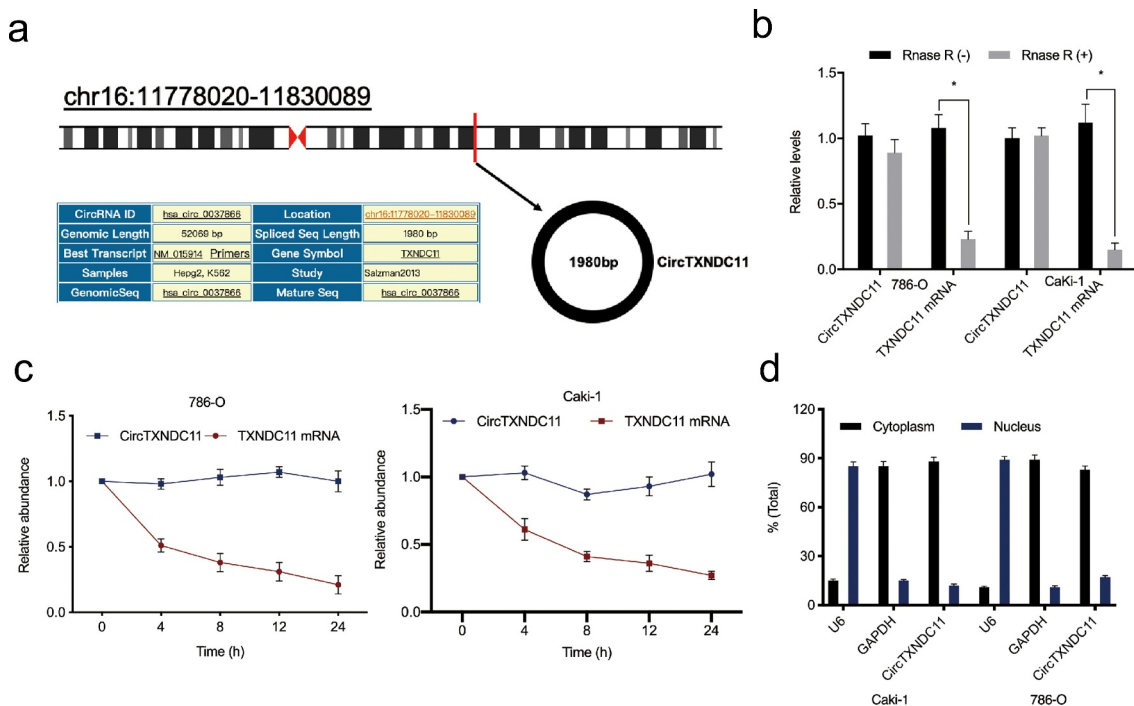 a
chr16:11778020-11830089
CircRNA ID hsa_circ_0037866 Location chr16:11778020-11830089
Genomic Length 52069 bp Spliced Seq Length 1980 bp
Best Transcript NM_015914 Primers Gene Symbol TXNDC11
Samples Hepg2, K562 Study Salzman2013
GenomicSeq hsa_circ_0037866 Mature Seq hsa_circ_0037866
1980bp
CircTXNDC11
b
Rnase R (-) Rnase R (+)
Relative levels
1.5
1.0
0.5
0.0
*
*
CircTXNDC11
TXNDC11 mRNA
CircTXNDC11
TXNDC11 mRNA
786-O
CaKi-1
c
786-O
CircTXNDC11 TXNDC11 mRNA
Relative abundance
1.5
1.0
0.5
0.0
0 4 8 12 24
Time (h)
Caki-1
CircTXNDC11 TXNDC11 mRNA
Relative abundance
1.5
1.0
0.5
0.0
0 4 8 12 24
Time (h)
d
Cytoplasm Nucleus
% (Total)
120
90
60
30
0
U6
GAPDH
CircTXNDC11
U6
GAPDH
CircTXNDC11
Caki-1
786-O